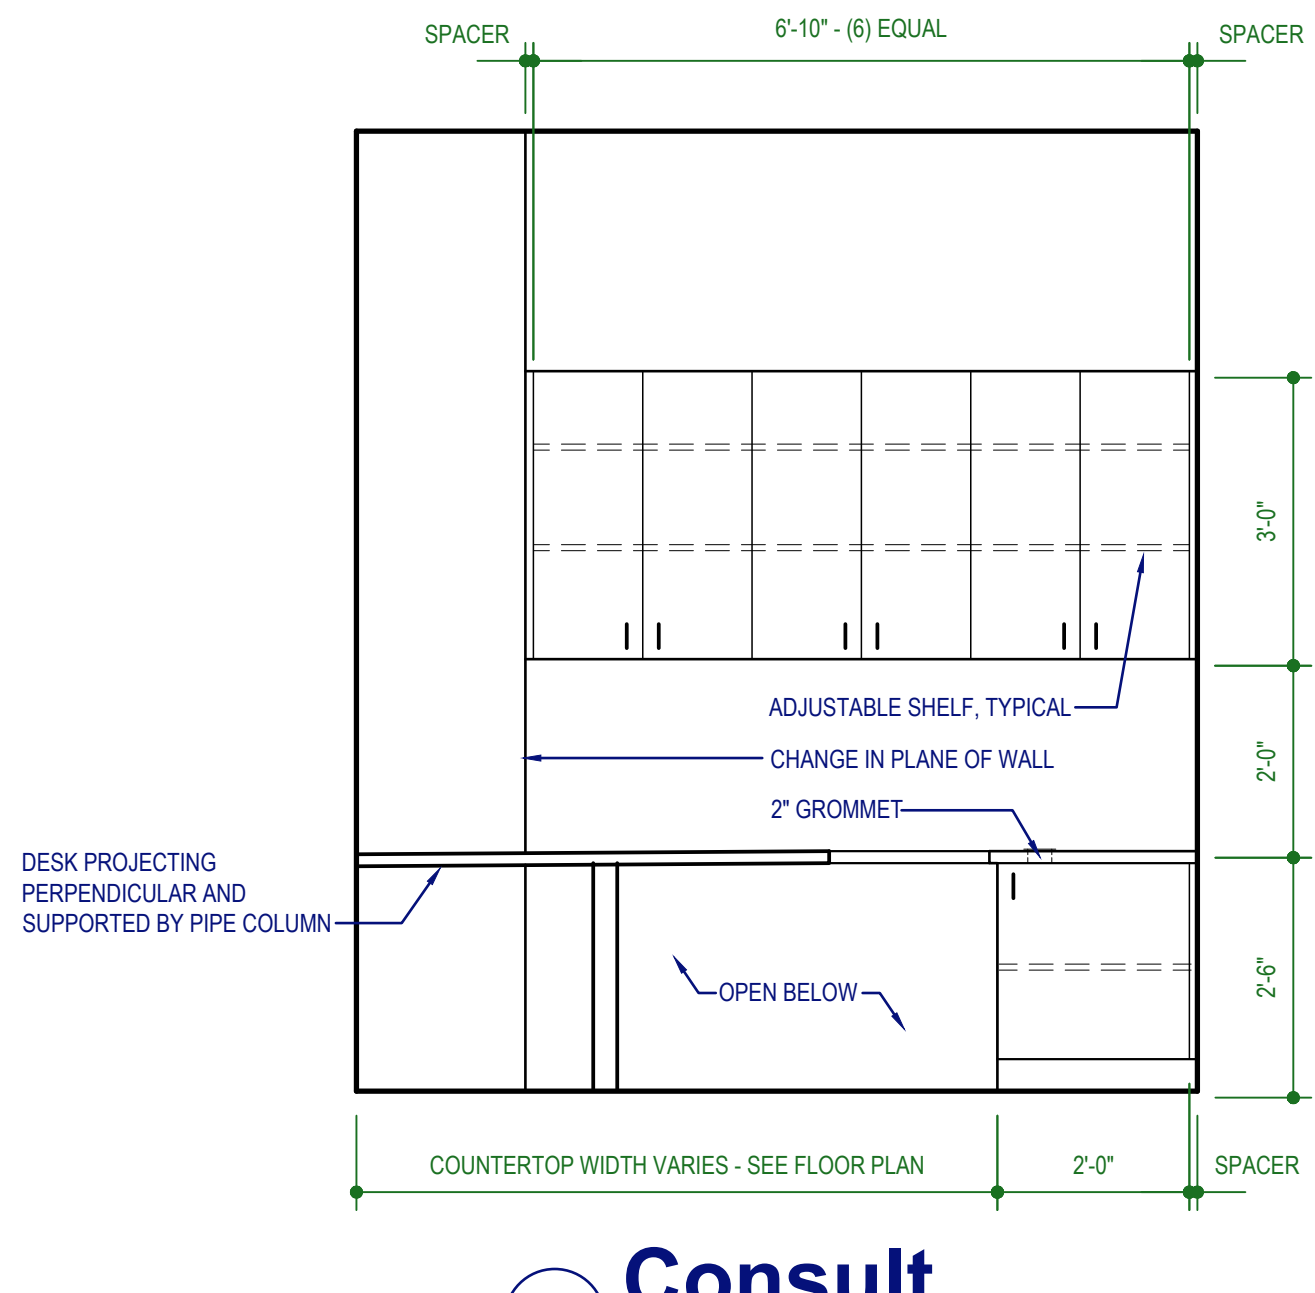 SPACER
6'-10" - (6) EQUAL
SPACER
3'-0"
ADJUSTABLE SHELF, TYPICAL
CHANGE IN PLANE OF WALL
2'-0"
2" GROMMET
DESK PROJECTING
PERPENDICULAR AND
SUPPORTED BY PIPE COLUMN
2'-6"
OPEN BELOW
COUNTERTOP WIDTH VARIES - SEE FLOOR PLAN
2'-0"
SPACER
Consult